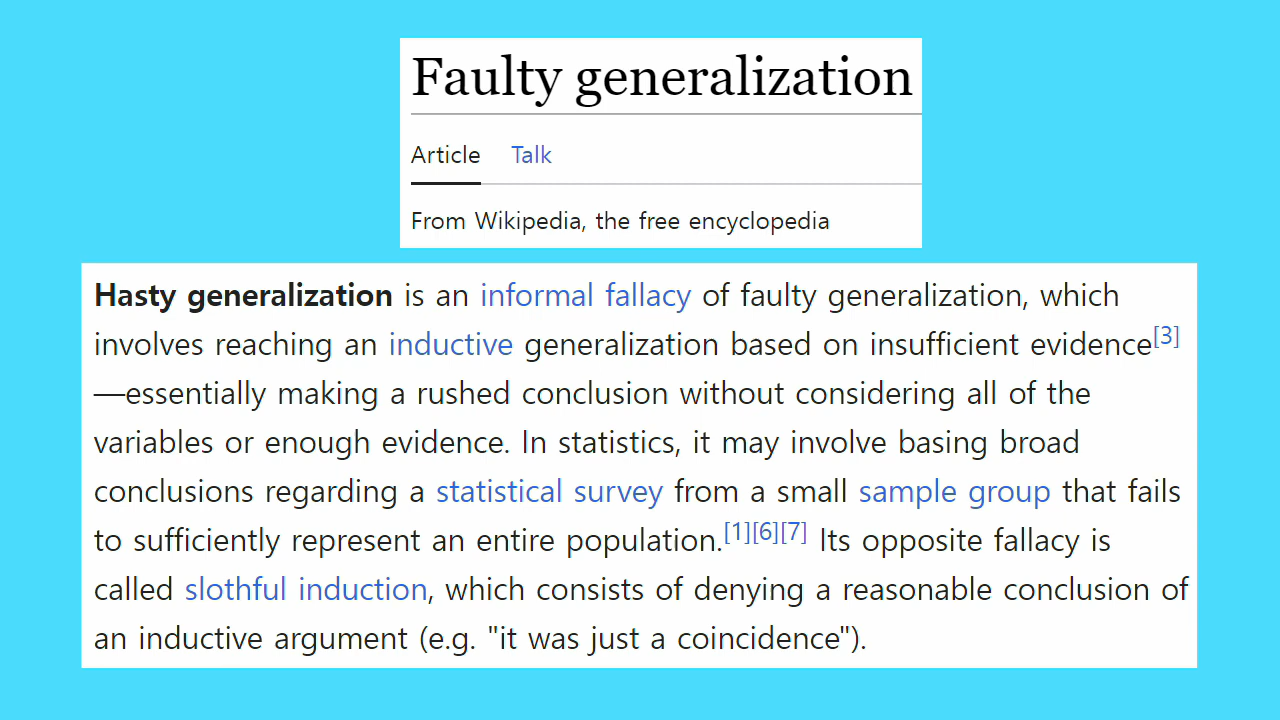 Faulty generalization
Article Talk
From Wikipedia, the free encyclopedia
Hasty generalization is an informal fallacy of faulty generalization, which
involves reaching an inductive generalization based on insufficient evidence[3]
—essentially making a rushed conclusion without considering all of the
variables or enough evidence. In statistics, it may involve basing broad
conclusions regarding a statistical survey from a small sample group that fails
to sufficiently represent an entire population.[1][6][7] Its opposite fallacy is
called slothful induction, which consists of denying a reasonable conclusion of
an inductive argument (e.g. "it was just a coincidence").